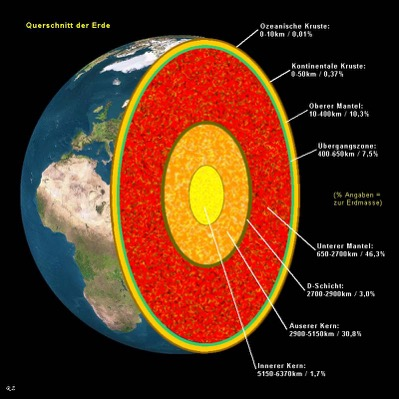 Querschnitt der Erde
Ozeanische Kruste:
0-10km / 0,01%
Kontinentale Kruste:
0-50km / 0,37%
Oberer Mantel:
10-400km / 10,3%
Übergangszone:
400-650km / 7,5%
(% Angaben =
zur Erdmasse)
Unterer Mantel:
650-2700km / 46,3%
D-Schicht:
2700-2900km / 3,0%
Auserer Kern:
2900-5150km / 30,8%
Innerer Kern:
5150-6370km / 1,7%